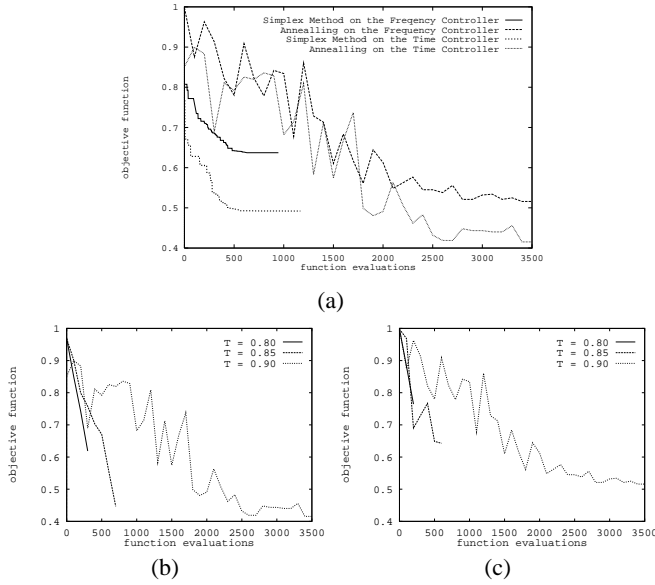 Simplex Method on the Freqency Controller
Annealling on the Frequency Controller
Simplex Method on the Time Controller
Annealling on the Time Controller
objective function
1
0.9
0.8
0.7
0.6
0.5
0.4
0 500 1000 1500 2000 2500 3000 3500
function evaluations
(a)
T = 0.80
T = 0.85
T = 0.90
objective function
1
0.9
0.8
0.7
0.6
0.5
0.4
0 500 1000 1500 2000 2500 3000 3500
function evaluations
(b)
T = 0.80
T = 0.85
T = 0.90
objective function
1
0.9
0.8
0.7
0.6
0.5
0.4
0 500 1000 1500 2000 2500 3000 3500
function evaluations
(c)